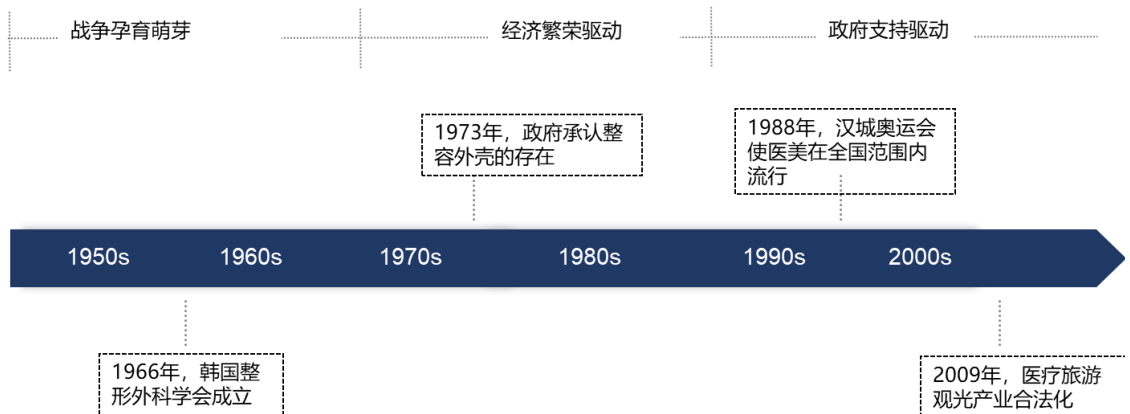 战争孕育萌芽
经济繁荣驱动
政府支持驱动
1973年，政府承认整
容外壳的存在
1988年，汉城奥运会
使医美在全国范围内
流行
1950s
1960s
1970s
1980s
1990s
2000s
1966年，韩国整
形外科学会成立
2009年，医疗旅游
观光产业合法化